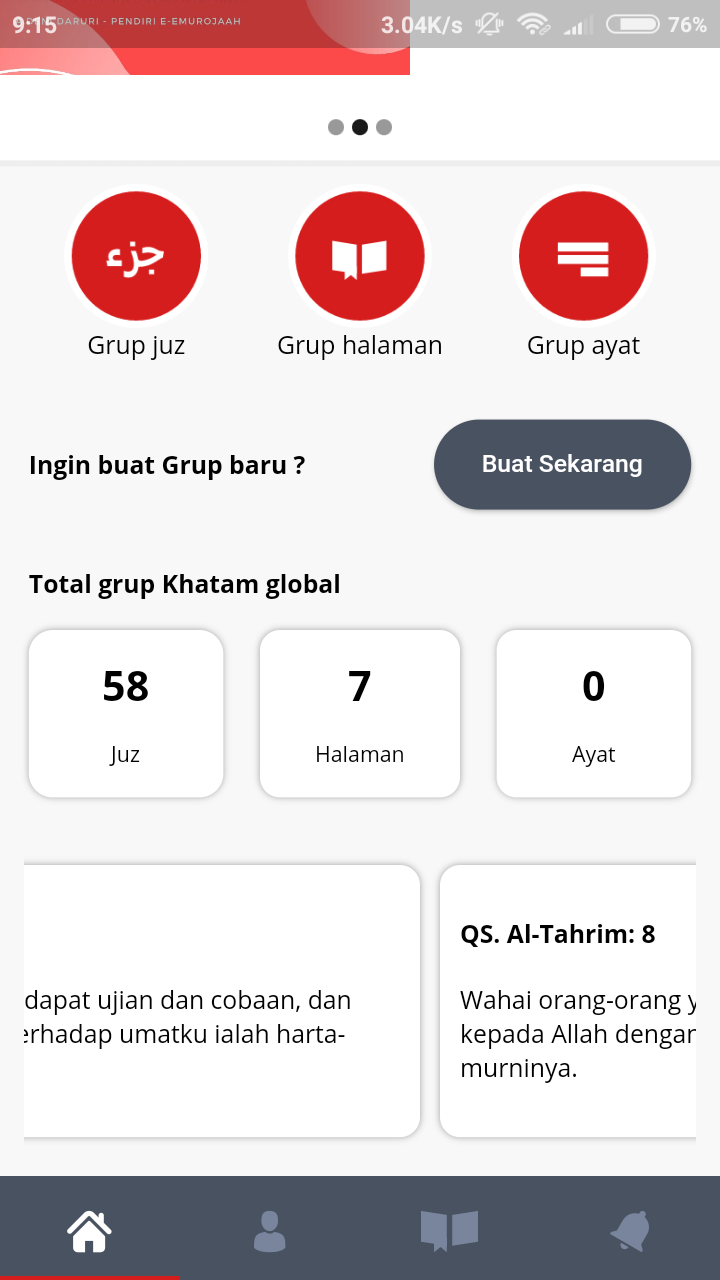 9:15
DARURI - PENDIRI E-EMUROJAAH
3.04K/s
76%
جزء
Grup juz
Grup halaman
Grup ayat
Ingin buat Grup baru ?
Buat Sekarang
Total grup Khatam global
58
7
0
Juz
Halaman
Ayat
dapat ujian dan cobaan, dan
erhadap umatku ialah harta-
QS. Al-Tahrim: 8
Wahai orang-orang y
kepada Allah dengan
murninya.